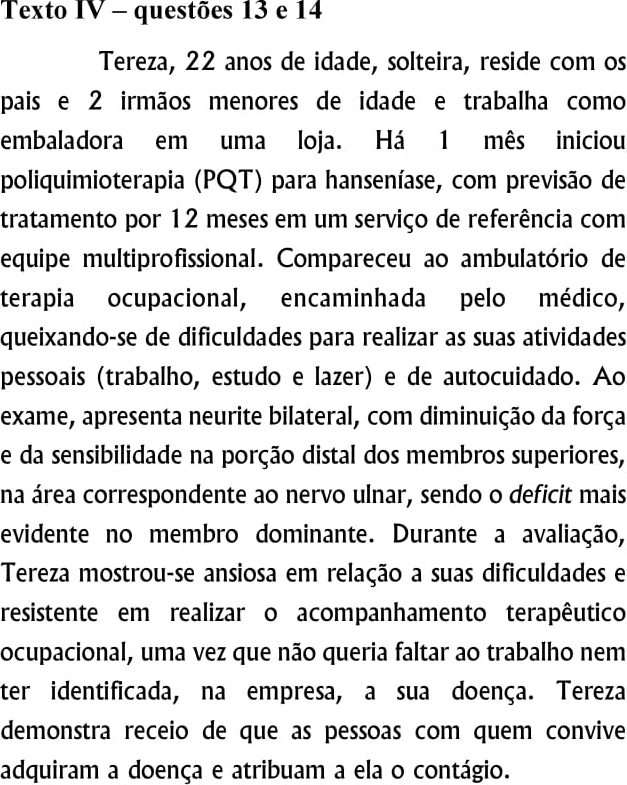 Texto IV – questões 13 e 14
Tereza, 22 anos de idade, solteira, reside com os
pais e 2 irmãos menores de idade e trabalha como
embaladora em uma loja. Há 1 mês iniciou
poliquimioterapia (PQT) para hanseníase, com previsão de
tratamento por 12 meses em um serviço de referência com
equipe multiprofissional. Compareceu ao ambulatório de
terapia ocupacional, encaminhada pelo médico,
queixando-se de dificuldades para realizar as suas atividades
pessoais (trabalho, estudo e lazer) e de autocuidado. Ao
exame, apresenta neurite bilateral, com diminuição da força
e da sensibilidade na porção distal dos membros superiores,
na área correspondente ao nervo ulnar, sendo o deficit mais
evidente no membro dominante. Durante a avaliação,
Tereza mostrou-se ansiosa em relação a suas dificuldades e
resistente em realizar o acompanhamento terapêutico
ocupacional, uma vez que não queria faltar ao trabalho nem
ter identificada, na empresa, a sua doença. Tereza
demonstra receio de que as pessoas com quem convive
adquiram a doença e atribuam a ela o contágio.